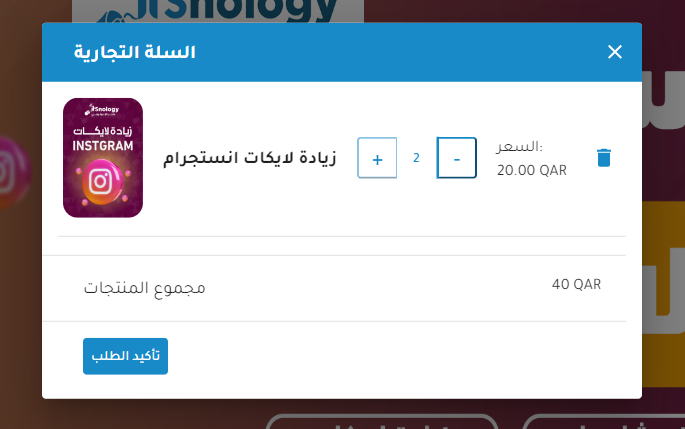 السلة التجارية
itSnology
زيادة لايكات
INSTGRAM
زيادة لايكات انستجرام
+
2
-
السعر:
20.00 QAR
مجموع المنتجات
40 QAR
تأكيد الطلب